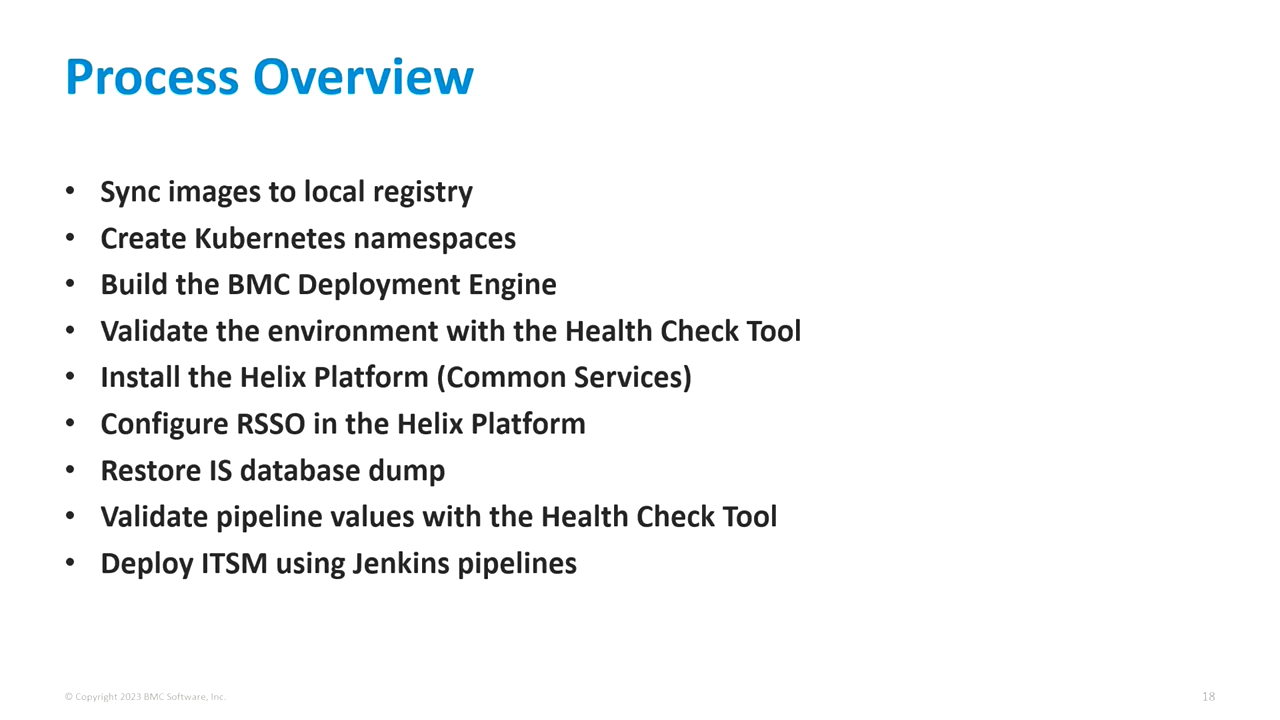 Process Overview
• Sync images to local registry
• Create Kubernetes namespaces
• Build the BMC Deployment Engine
• Validate the environment with the Health Check Tool
• Install the Helix Platform (Common Services)
• Configure RSSO in the Helix Platform
• Restore IS database dump
• Validate pipeline values with the Health Check Tool
• Deploy ITSM using Jenkins pipelines
© Copyright 2023 BMC Software, Inc.
18